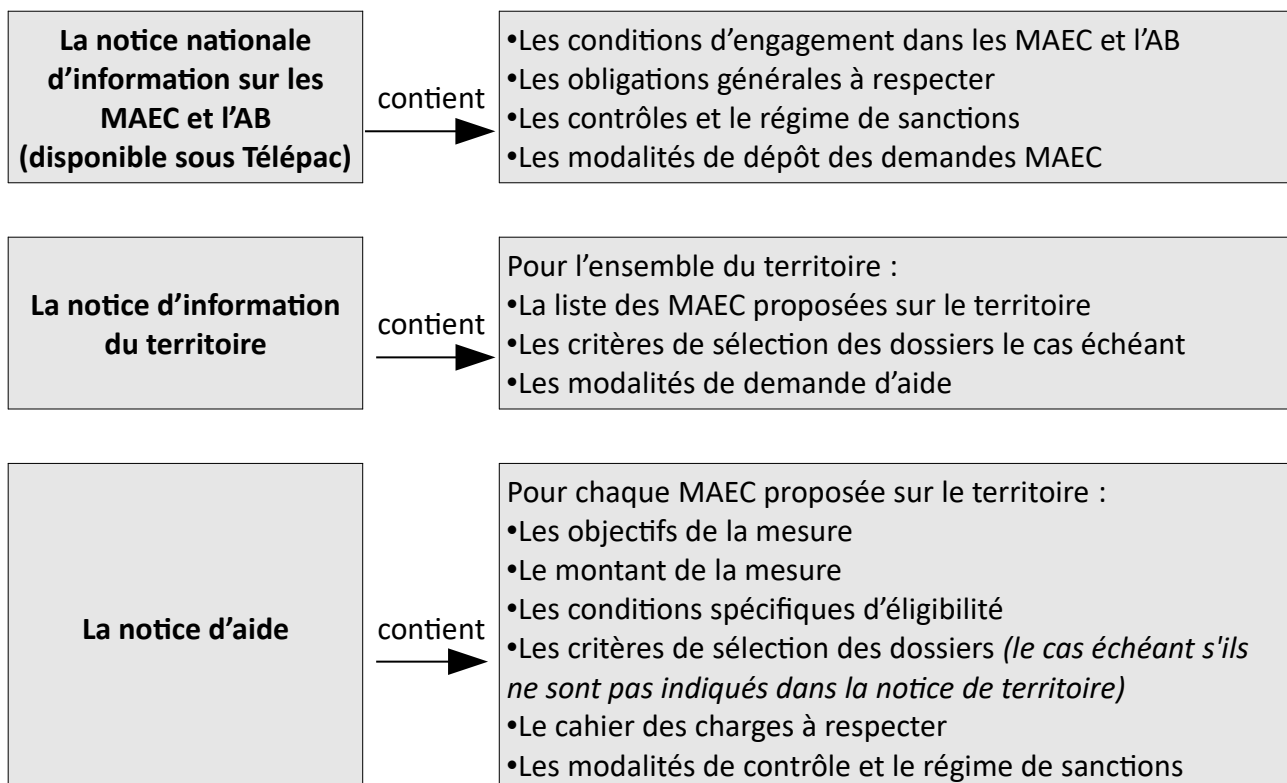 La notice nationale
d'information sur les
MAEC et l'AB
(disponible sous Télépac)
contient
•Les conditions d'engagement dans les MAEC et l'AB
•Les obligations générales à respecter
•Les contrôles et le régime de sanctions
•Les modalités de dépôt des demandes MAEC
La notice d'information
du territoire
contient
Pour l'ensemble du territoire :
•La liste des MAEC proposées sur le territoire
•Les critères de sélection des dossiers le cas échéant
•Les modalités de demande d'aide
La notice d'aide
contient
Pour chaque MAEC proposée sur le territoire :
•Les objectifs de la mesure
•Le montant de la mesure
•Les conditions spécifiques d'éligibilité
•Les critères de sélection des dossiers (le cas échéant s'ils
ne sont pas indiqués dans la notice de territoire)
•Le cahier des charges à respecter
•Les modalités de contrôle et le régime de sanctions